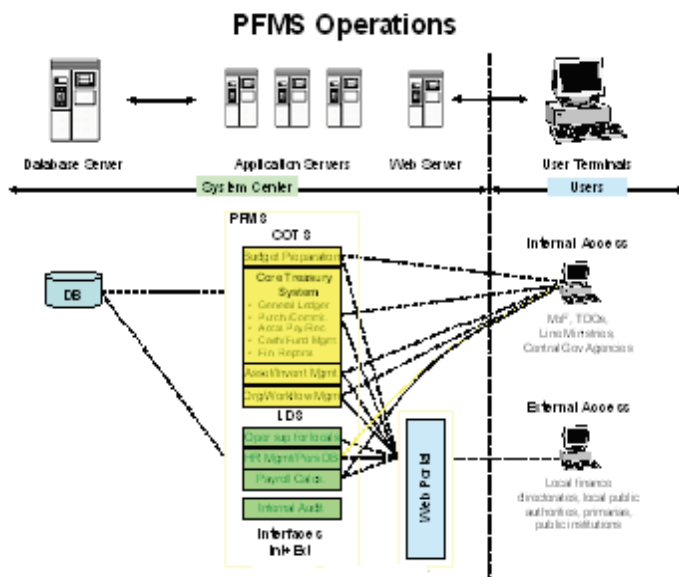 PFMS Operations
Database Server
Application Servers
Web Server
User Terminals
System Center
Users
PFMS
COTS
Budget Preparation
Core Treasury
System
- General Ledger
- Purch/Comm.
- Acct Pay/Rec
- Cash/Fund Mgmt
- Fin Reports
Asset/Invent Mgmt
Org/Workflow Mgmt
LDS
Oper sup for locals
HR Mgmt/Pers DB
Payroll Calcs.
Internal Audit
Interfaces
Int+ Ext
DB
Web Portal
Internal Access
MoF, TDOs,
Line Ministries,
Central Gov Agencies
External Access
Local finance
directorates, local public
authorities, primarias,
public institutions